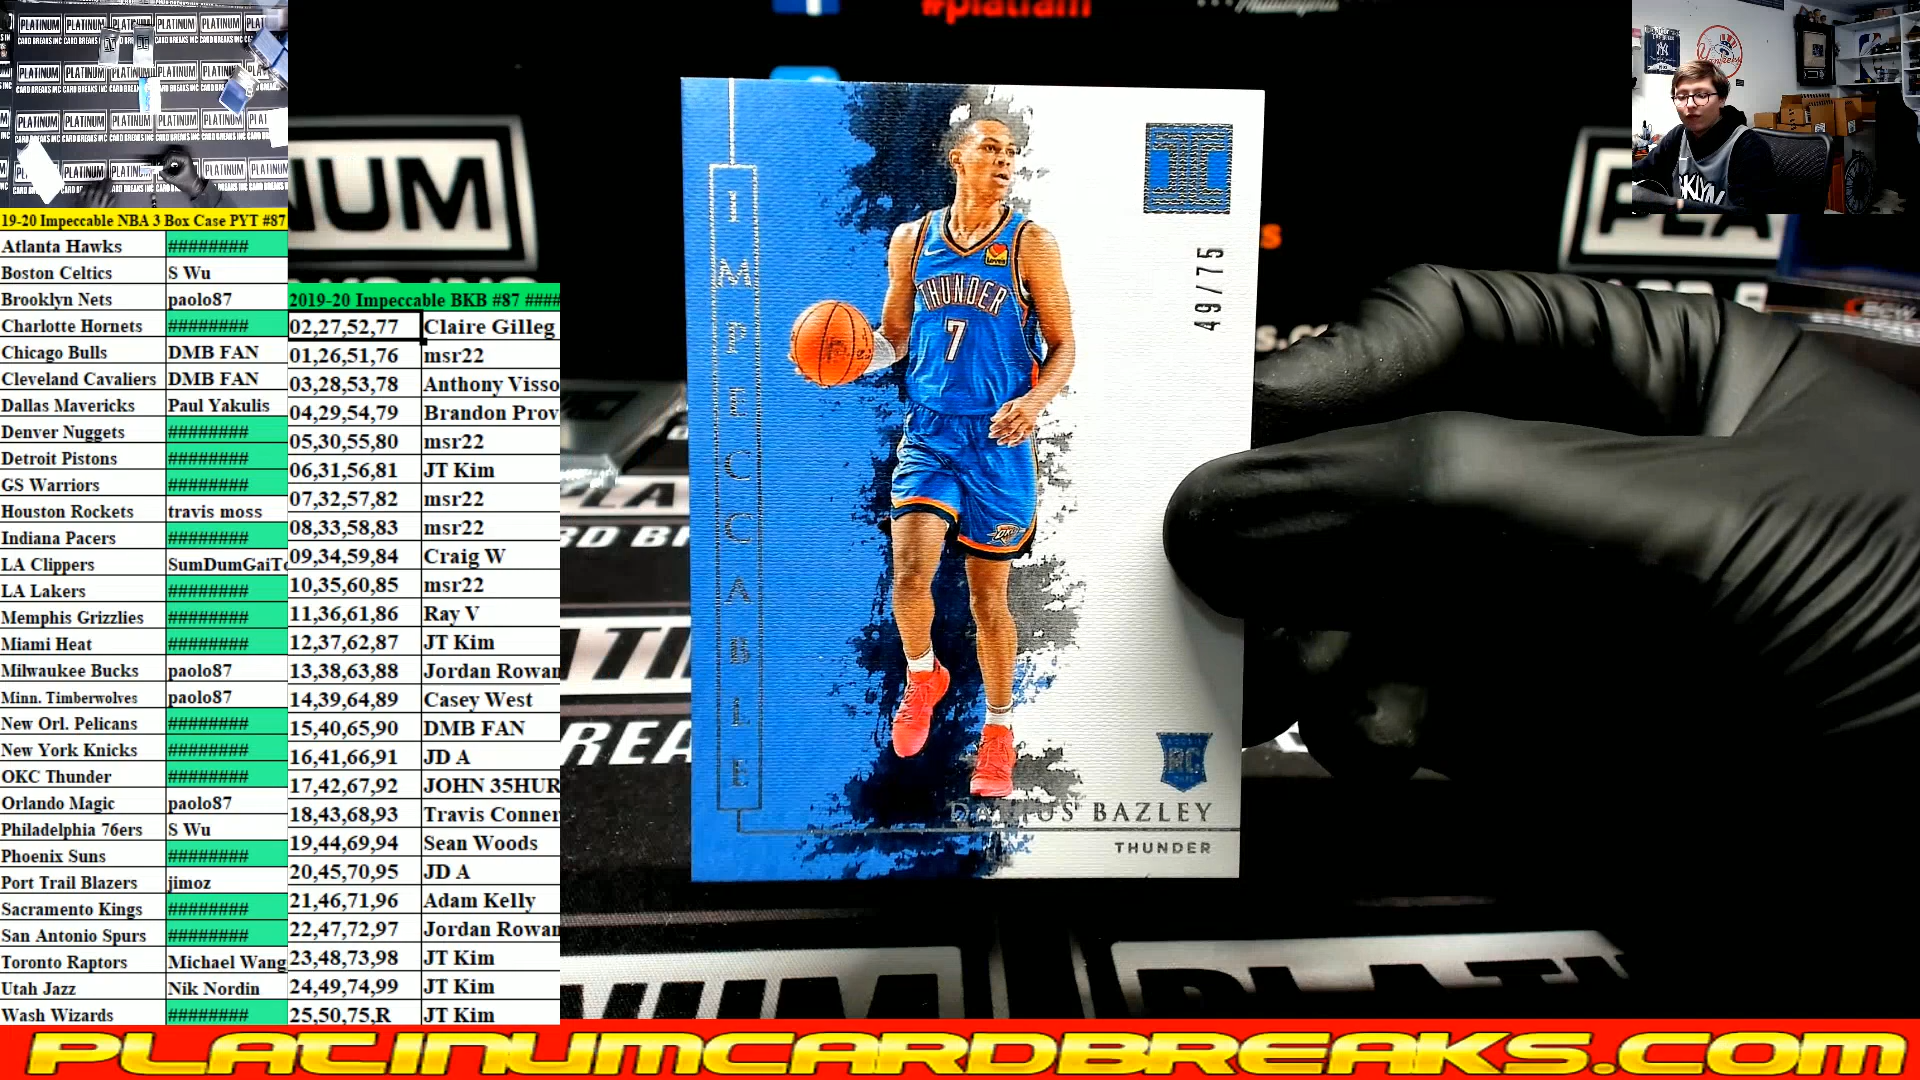 #platfam
19-20 Impeccable NBA 3 Box Case PYT #87
Atlanta Hawks ########
Boston Celtics S Wu
Brooklyn Nets paolo87
Charlotte Hornets ########
Chicago Bulls DMB FAN
Cleveland Cavaliers DMB FAN
Dallas Mavericks Paul Yakulis
Denver Nuggets ########
Detroit Pistons ########
GS Warriors ########
Houston Rockets travis moss
Indiana Pacers ########
LA Clippers
LA Lakers ########
Memphis Grizzlies ########
Miami Heat ########
Milwaukee Bucks paolo87
Minn. Timberwolves paolo87
New Orl. Pelicans ########
New York Knicks ########
OKC Thunder ########
Orlando Magic paolo87
Philadelphia 76ers S Wu
Phoenix Suns ########
Port Trail Blazers jimoz
Sacramento Kings ########
San Antonio Spurs ########
Toronto Raptors Michael Wang
Utah Jazz Nik Nordin
Wash Wizards ########
2019-20 Impeccable BKB #87 ####
02,27,52,77 Claire Gilleg
01,26,51,76 msr22
03,28,53,78 Anthony Visso
04,29,54,79 Brandon Prov
05,30,55,80 msr22
06,31,56,81 JT Kim
07,32,57,82 msr22
08,33,58,83 msr22
09,34,59,84 Craig W
10,35,60,85 msr22
11,36,61,86 Ray V
12,37,62,87 JT Kim
13,38,63,88 Jordan Rowan
14,39,64,89 Casey West
15,40,65,90 DMB FAN
16,41,66,91 JD A
17,42,67,92 JOHN 35HUR
18,43,68,93 Travis Conner
19,44,69,94 Sean Woods
20,45,70,95 JD A
21,46,71,96 Adam Kelly
22,47,72,97 Jordan Rowan
23,48,73,98 JT Kim
24,49,74,99 JT Kim
25,50,75,R JT Kim
IMPECCABLE
49/75
THUNDER
7
RC
BAZLEY
THUNDER
PLATINUMCARDBREAKS.COM